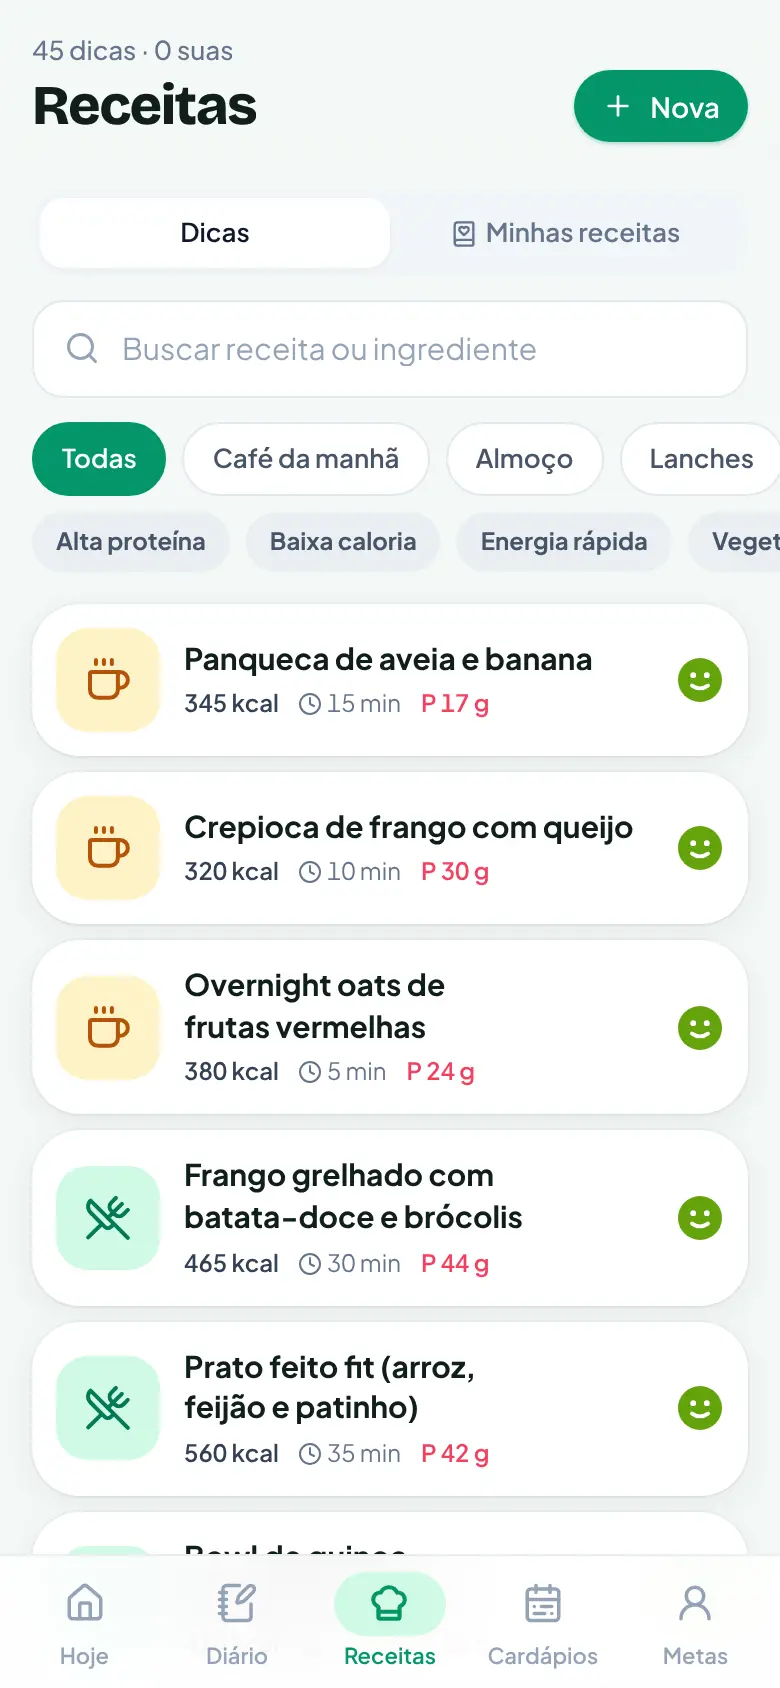 45 dicas · 0 suas
Receitas
+ Nova
Dicas
Minhas receitas
Buscar receita ou ingrediente
Todas
Café da manhã
Almoço
Lanches
Alta proteína
Baixa caloria
Energia rápida
Veget
Panqueca de aveia e banana
345 kcal 15 min P 17 g
Crepioca de frango com queijo
320 kcal 10 min P 30 g
Overnight oats de
frutas vermelhas
380 kcal 5 min P 24 g
Frango grelhado com
batata-doce e brócolis
465 kcal 30 min P 44 g
Prato feito fit (arroz,
feijão e patinho)
560 kcal 35 min P 42 g
Bowl de quinoa
Hoje
Diário
Receitas
Cardápios
Metas